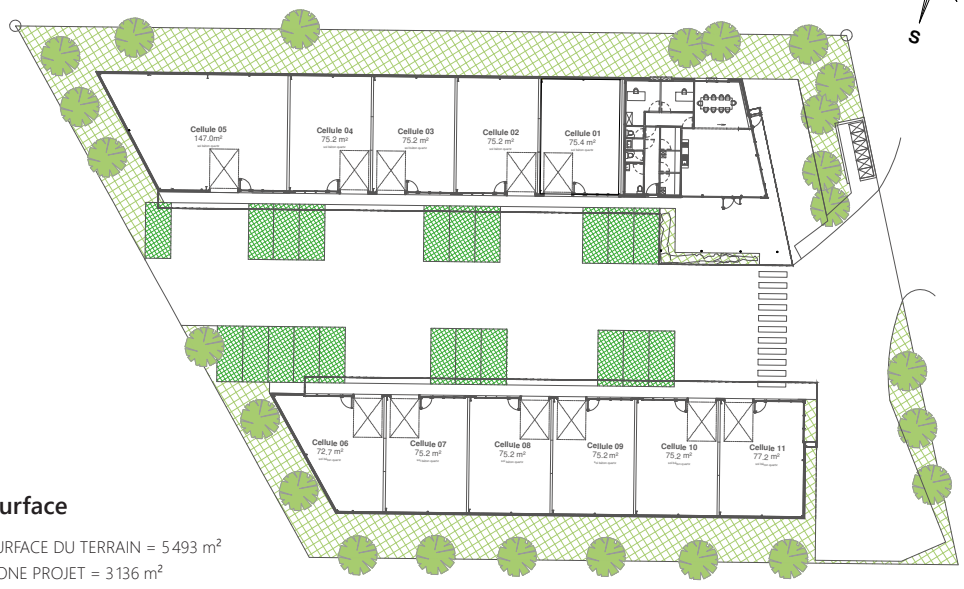 S
Cellule 05
147.0m²
Cellule 04
75.2 m²
Cellule 03
75.2 m²
Cellule 02
75.2 m²
Cellule 01
75.4 m²
Cellule 06
72,7 m²
Cellule 07
75.2 m²
Cellule 08
75.2 m²
Cellule 09
75.2 m²
Cellule 10
75,2 m²
Cellule 11
77,2 m²
urface
URFACE DU TERRAIN = 5 493 m²
ONE PROJET = 3 136 m²